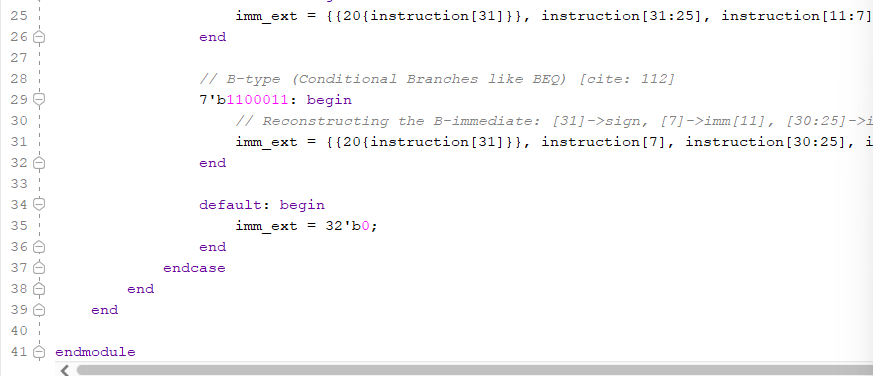 25 imm_ext = {{20{instruction[31]}}, instruction[31:25], instruction[11:7]
26 end
27
28 // B-type (Conditional Branches like BEQ) [cite: 112]
29 7'b1100011: begin
30 // Reconstructing the B-immediate: [31]->sign, [7]->imm[11], [30:25]->i
31 imm_ext = {{20{instruction[31]}}, instruction[7], instruction[30:25], i
32 end
33
34 default: begin
35 imm_ext = 32'b0;
36 end
37 endcase
38 end
39 end
40
41 endmodule